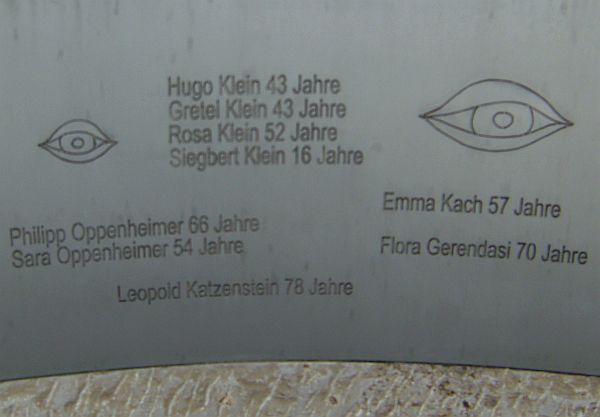 Hugo Klein 43 Jahre
Gretel Klein 43 Jahre
Rosa Klein 52 Jahre
Siegbert Klein 16 Jahre
Emma Kach 57 Jahre
Philipp Oppenheimer 66 Jahre
Sara Oppenheimer 54 Jahre
Flora Gerendasi 70 Jahre
Leopold Katzenstein 78 Jahre